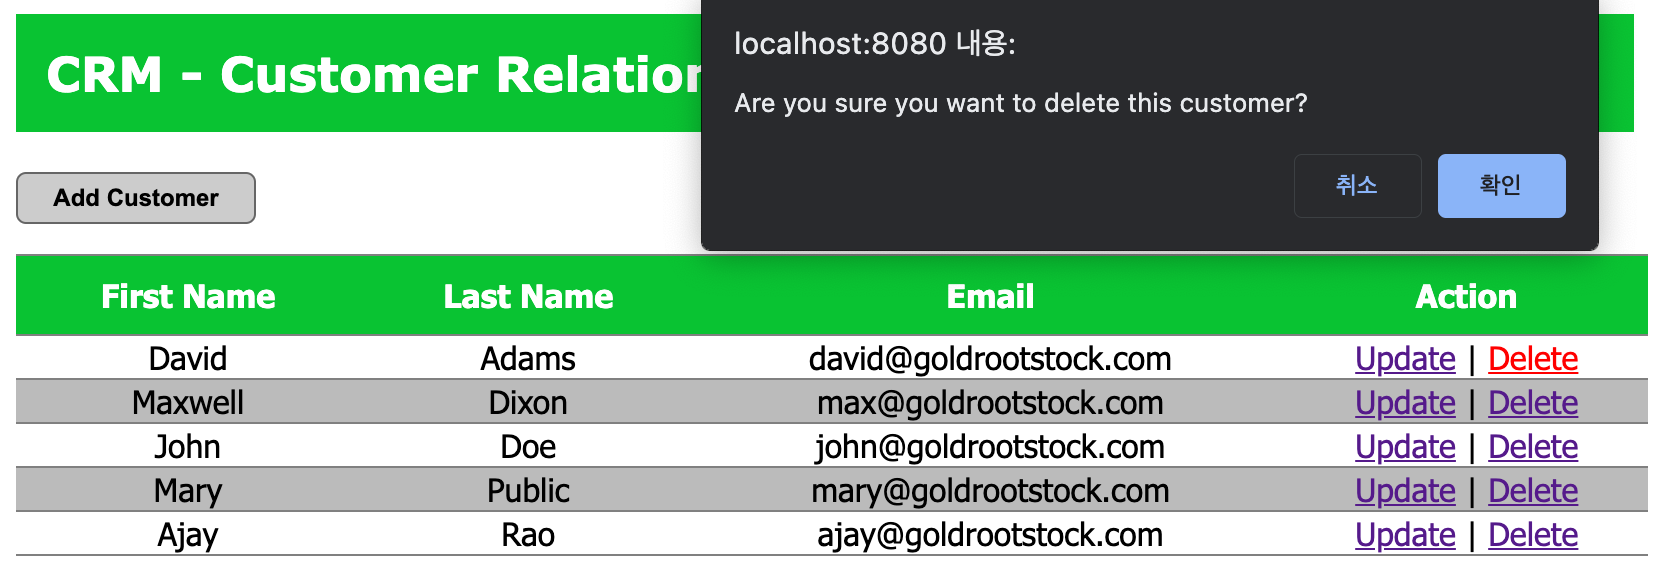 CRM - Customer Relation
localhost:8080 내용:
Are you sure you want to delete this customer?
취소 확인
Add Customer
First Name Last Name Email Action
David Adams david@goldrootstock.com Update | Delete
Maxwell Dixon max@goldrootstock.com Update | Delete
John Doe john@goldrootstock.com Update | Delete
Mary Public mary@goldrootstock.com Update | Delete
Ajay Rao ajay@goldrootstock.com Update | Delete